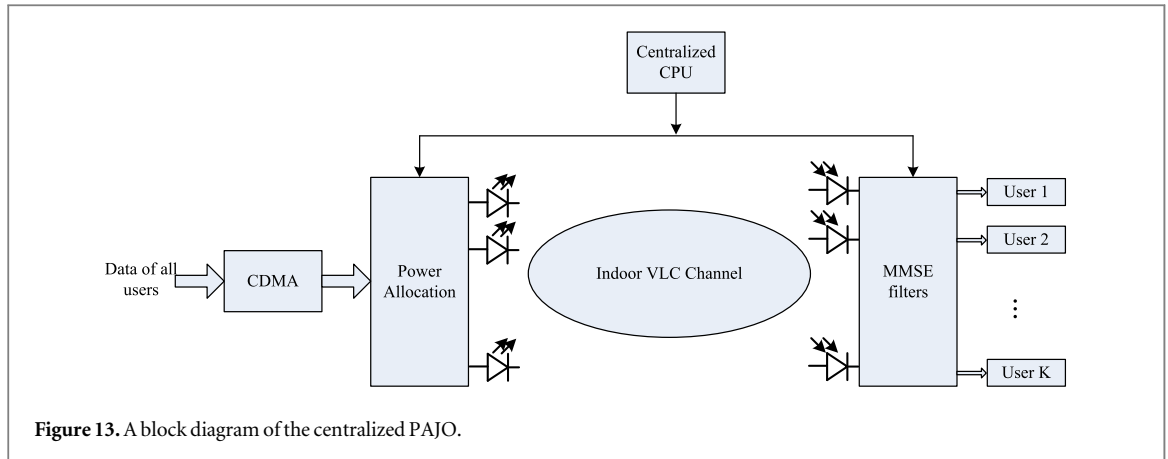 Centralized
CPU
Data of all
users
CDMA
Power
Allocation
Indoor VLC Channel
MMSE
filters
User 1
User 2
⋮
User K
Figure 13. A block diagram of the centralized PAJO.